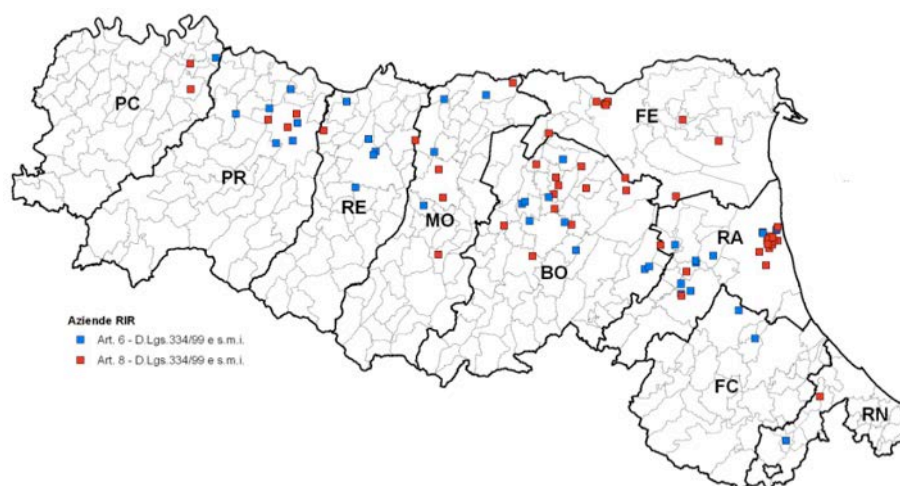 PC
PR
RE
MO
BO
FE
RA
FC
RN
Aziende RIR
Art. 6 - D.Lgs.334/99 e s.m.i.
Art. 8 - D.Lgs.334/99 e s.m.i.